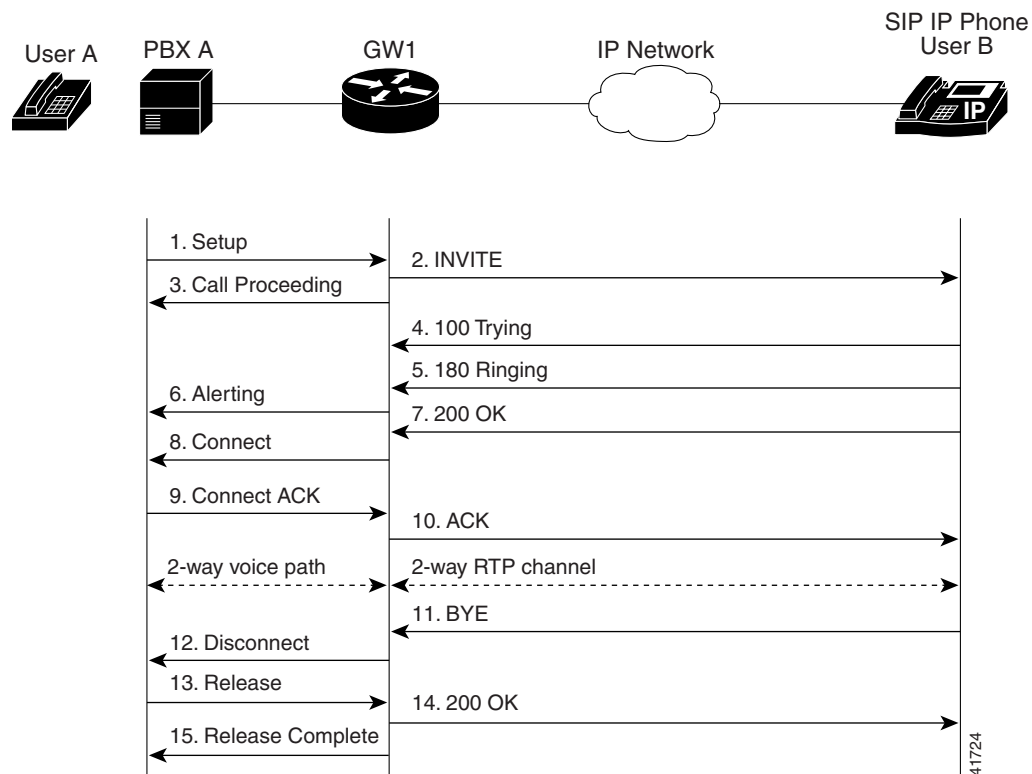 User A
PBX A
GW1
IP Network
SIP IP Phone
User B
IP
1. Setup
2. INVITE
3. Call Proceeding
4. 100 Trying
5. 180 Ringing
6. Alerting
7. 200 OK
8. Connect
9. Connect ACK
10. ACK
2-way voice path
2-way RTP channel
11. BYE
12. Disconnect
13. Release
14. 200 OK
15. Release Complete
41724